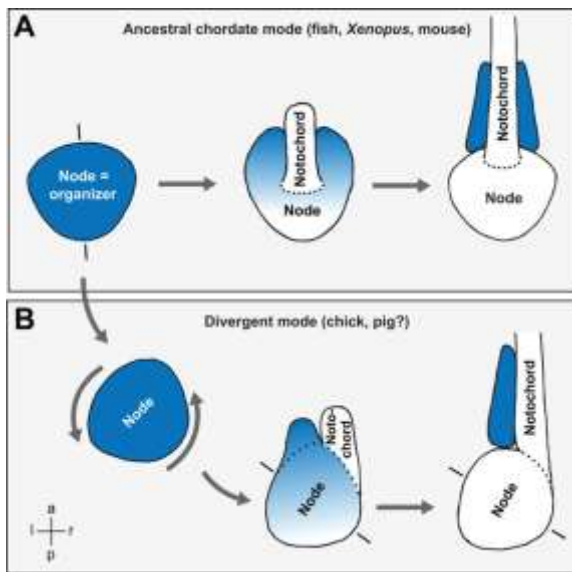 A
Ancestral chordate mode (fish, Xenopus, mouse)
Node =
organizer
Notochord
Node
Notochord
Node
B
Divergent mode (chick, pig?)
Node
Noto-
chord
Node
Notochord
Node
a
l r
p